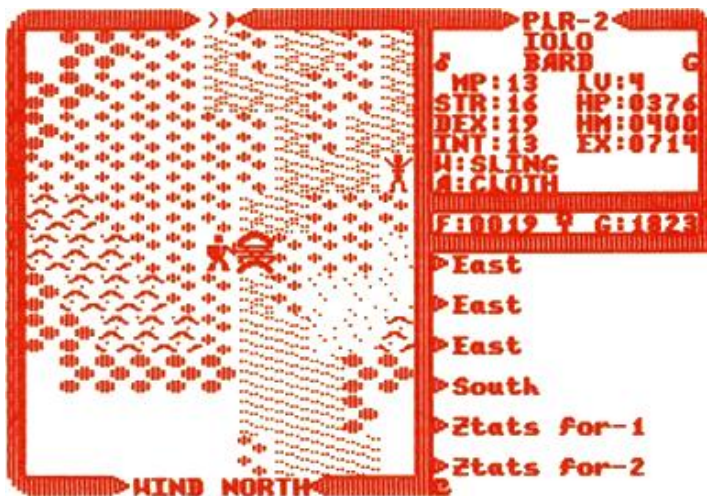 PLR-2
IOLO
♂ BARD G
MP:13 LV:4
STR:16 HP:0376
DEX:19 HM:0400
INT:13 EX:0714
W:SLING
A:CLOTH
F:0019 ♀ G:1823
East
East
East
South
Ztats for-1
Ztats for-2
WIND NORTH